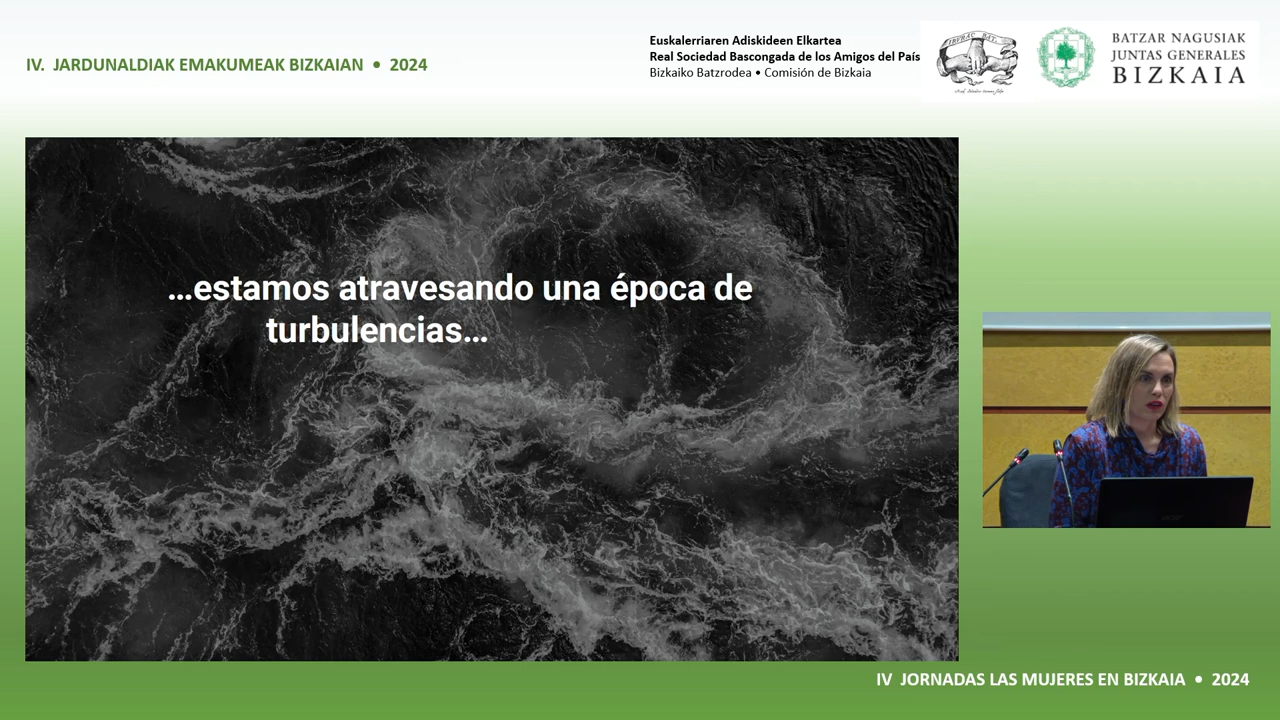 IV. JARDUNALDIAK EMAKUMEAK BIZKAIAN • 2024
Euskalerriaren Adiskideen Elkartea
Real Sociedad Bascongada de los Amigos del País
Bizkaiko Batzrodea • Comisión de Bizkaia
BATZAR NAGUSIAK
JUNTAS GENERALES
BIZKAIA
...estamos atravesando una época de
turbulencias...
IV JORNADAS LAS MUJERES EN BIZKAIA • 2024